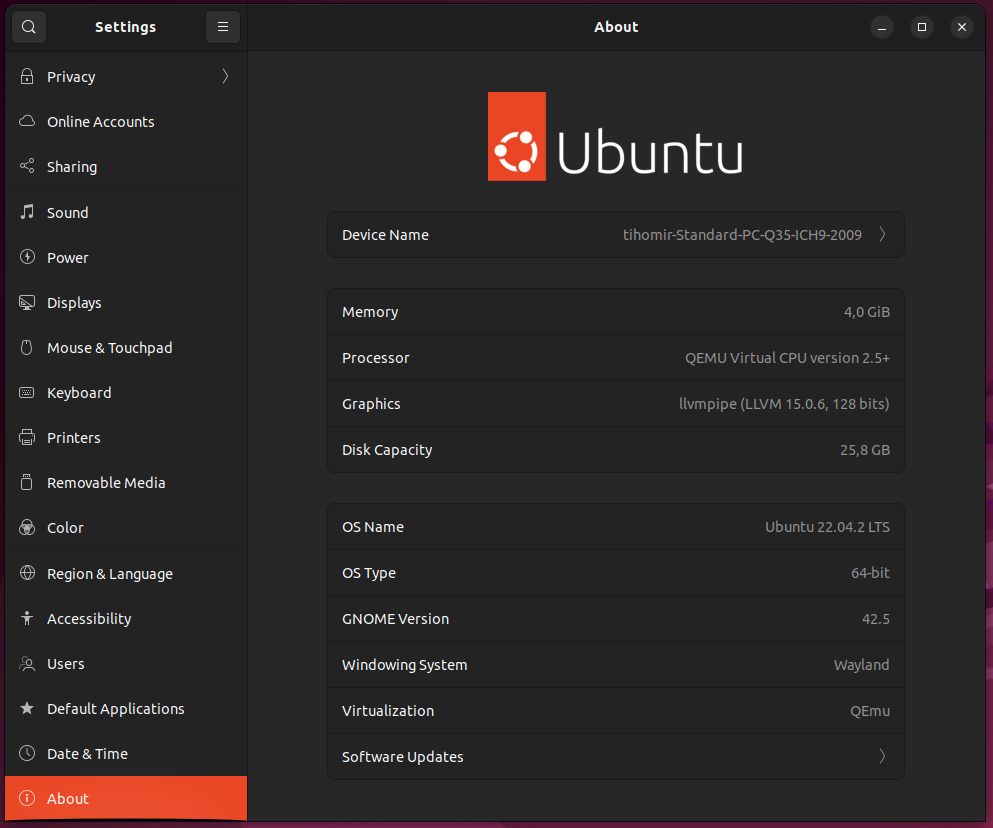 Settings
About
Privacy
Online Accounts
Sharing
Sound
Power
Displays
Mouse & Touchpad
Keyboard
Printers
Removable Media
Color
Region & Language
Accessibility
Users
Default Applications
Date & Time
About
Ubuntu
Device Name tihomir-Standard-PC-Q35-ICH9-2009
Memory 4,0 GiB
Processor QEMU Virtual CPU version 2.5+
Graphics llvmpipe (LLVM 15.0.6, 128 bits)
Disk Capacity 25,8 GB
OS Name Ubuntu 22.04.2 LTS
OS Type 64-bit
GNOME Version 42.5
Windowing System Wayland
Virtualization QEmu
Software Updates